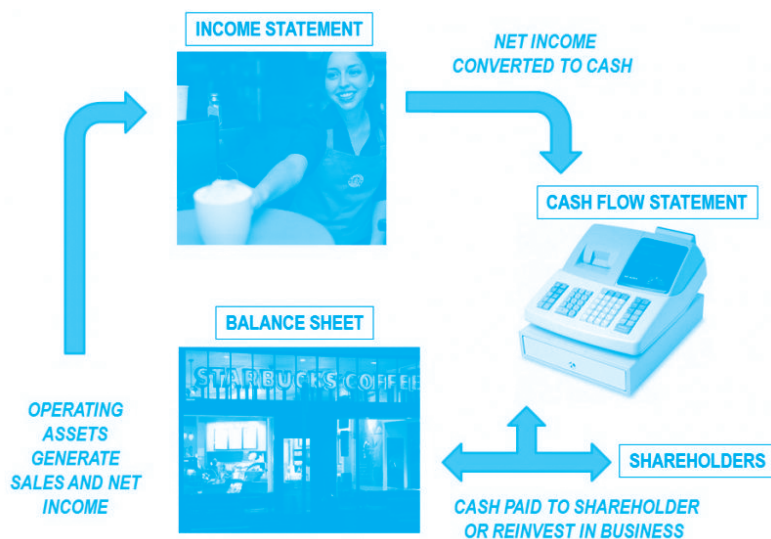 INCOME STATEMENT
NET INCOME
CONVERTED TO CASH
CASH FLOW STATEMENT
BALANCE SHEET
STARBUCKS COFFEE
OPERATING
ASSETS
GENERATE
SALES AND NET
INCOME
SHAREHOLDERS
CASH PAID TO SHAREHOLDER
OR REINVEST IN BUSINESS